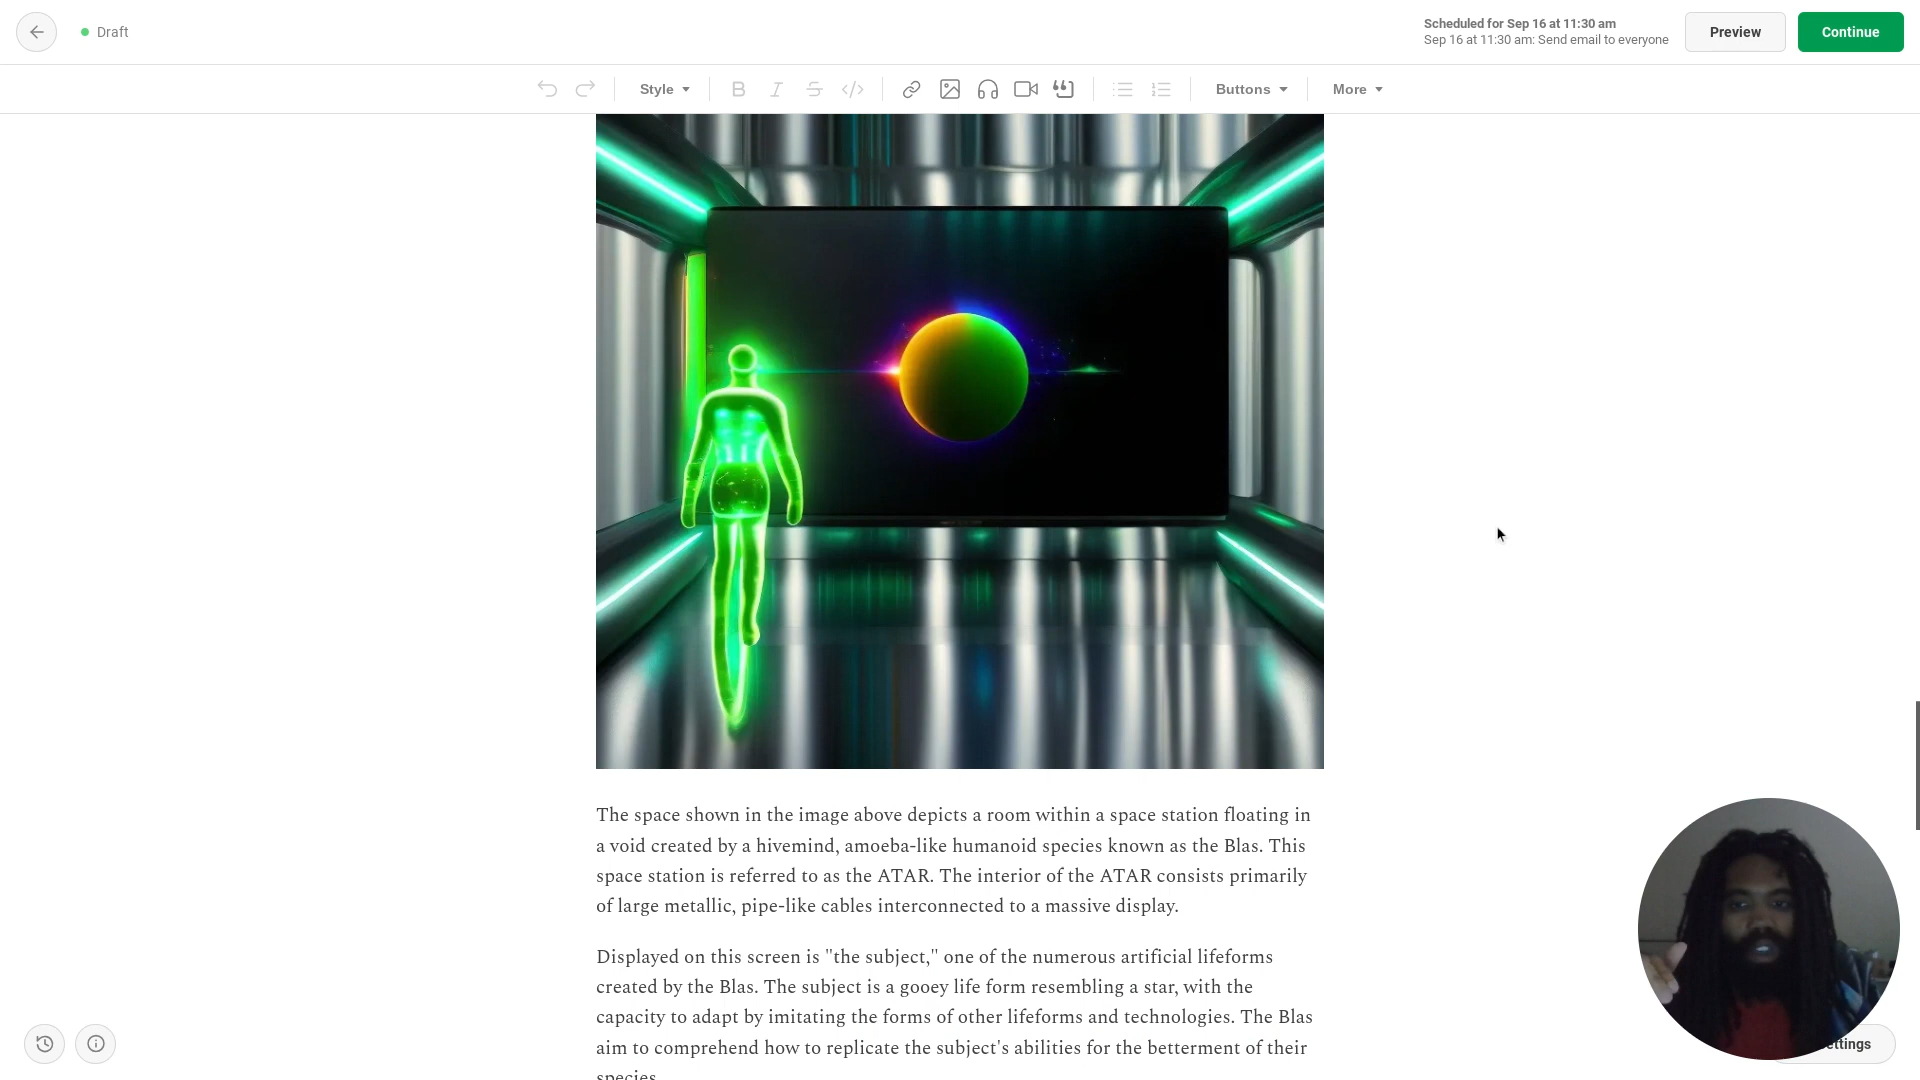 Draft
Scheduled for Sep 16 at 11:30 am
Sep 16 at 11:30 am: Send email to everyone
Preview
Continue
Style
Buttons
More
The space shown in the image above depicts a room within a space station floating in
a void created by a hivemind, amoeba-like humanoid species known as the Blas. This
space station is referred to as the ATAR. The interior of the ATAR consists primarily
of large metallic, pipe-like cables interconnected to a massive display.
Displayed on this screen is "the subject," one of the numerous artificial lifeforms
created by the Blas. The subject is a gooey life form resembling a star, with the
capacity to adapt by imitating the forms of other lifeforms and technologies. The Blas
aim to comprehend how to replicate the subject's abilities for the betterment of their
species.